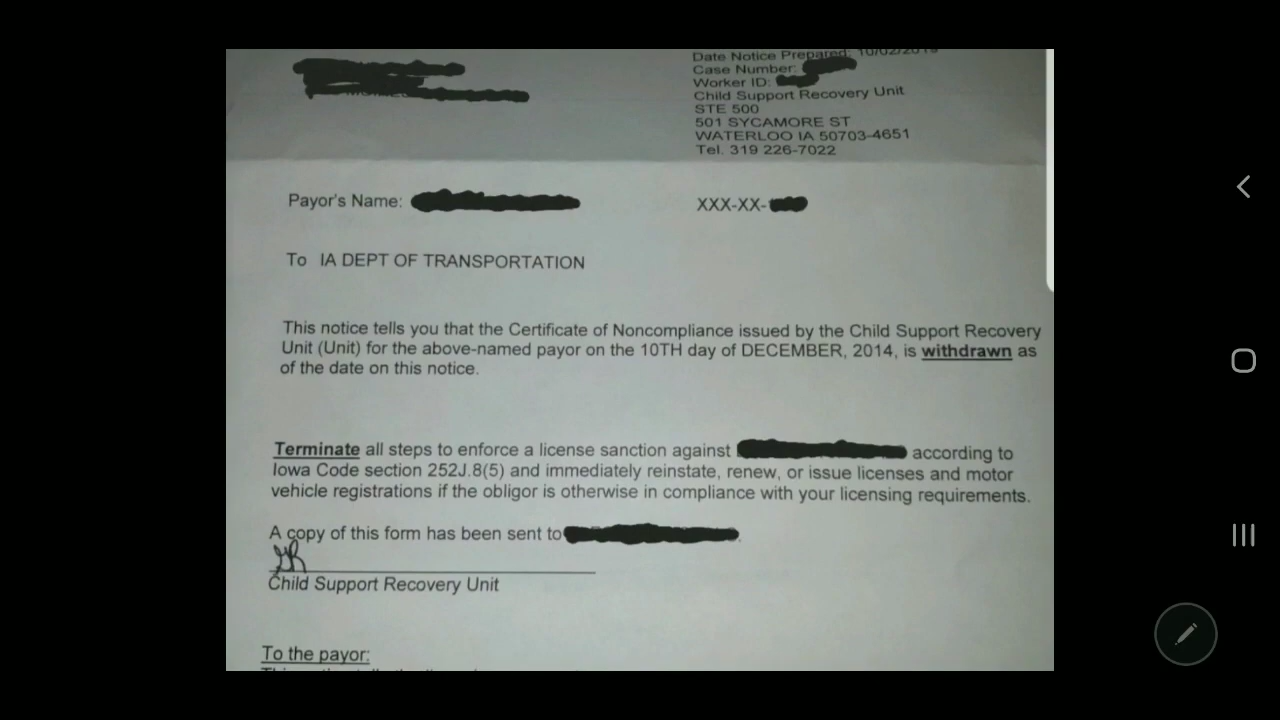 Date Notice Prepared: 10/02/2019
Case Number:
Worker ID:
Child Support Recovery Unit
STE 500
501 SYCAMORE ST
WATERLOO IA 50703-4651
Tel. 319 226-7022
Payor's Name:
XXX-XX-
To IA DEPT OF TRANSPORTATION
This notice tells you that the Certificate of Noncompliance issued by the Child Support Recovery
Unit (Unit) for the above-named payor on the 10TH day of DECEMBER, 2014, is withdrawn as
of the date on this notice.
Terminate all steps to enforce a license sanction against according to
Iowa Code section 252J.8(5) and immediately reinstate, renew, or issue licenses and motor
vehicle registrations if the obligor is otherwise in compliance with your licensing requirements.
A copy of this form has been sent to .
JR
Child Support Recovery Unit
To the payor: